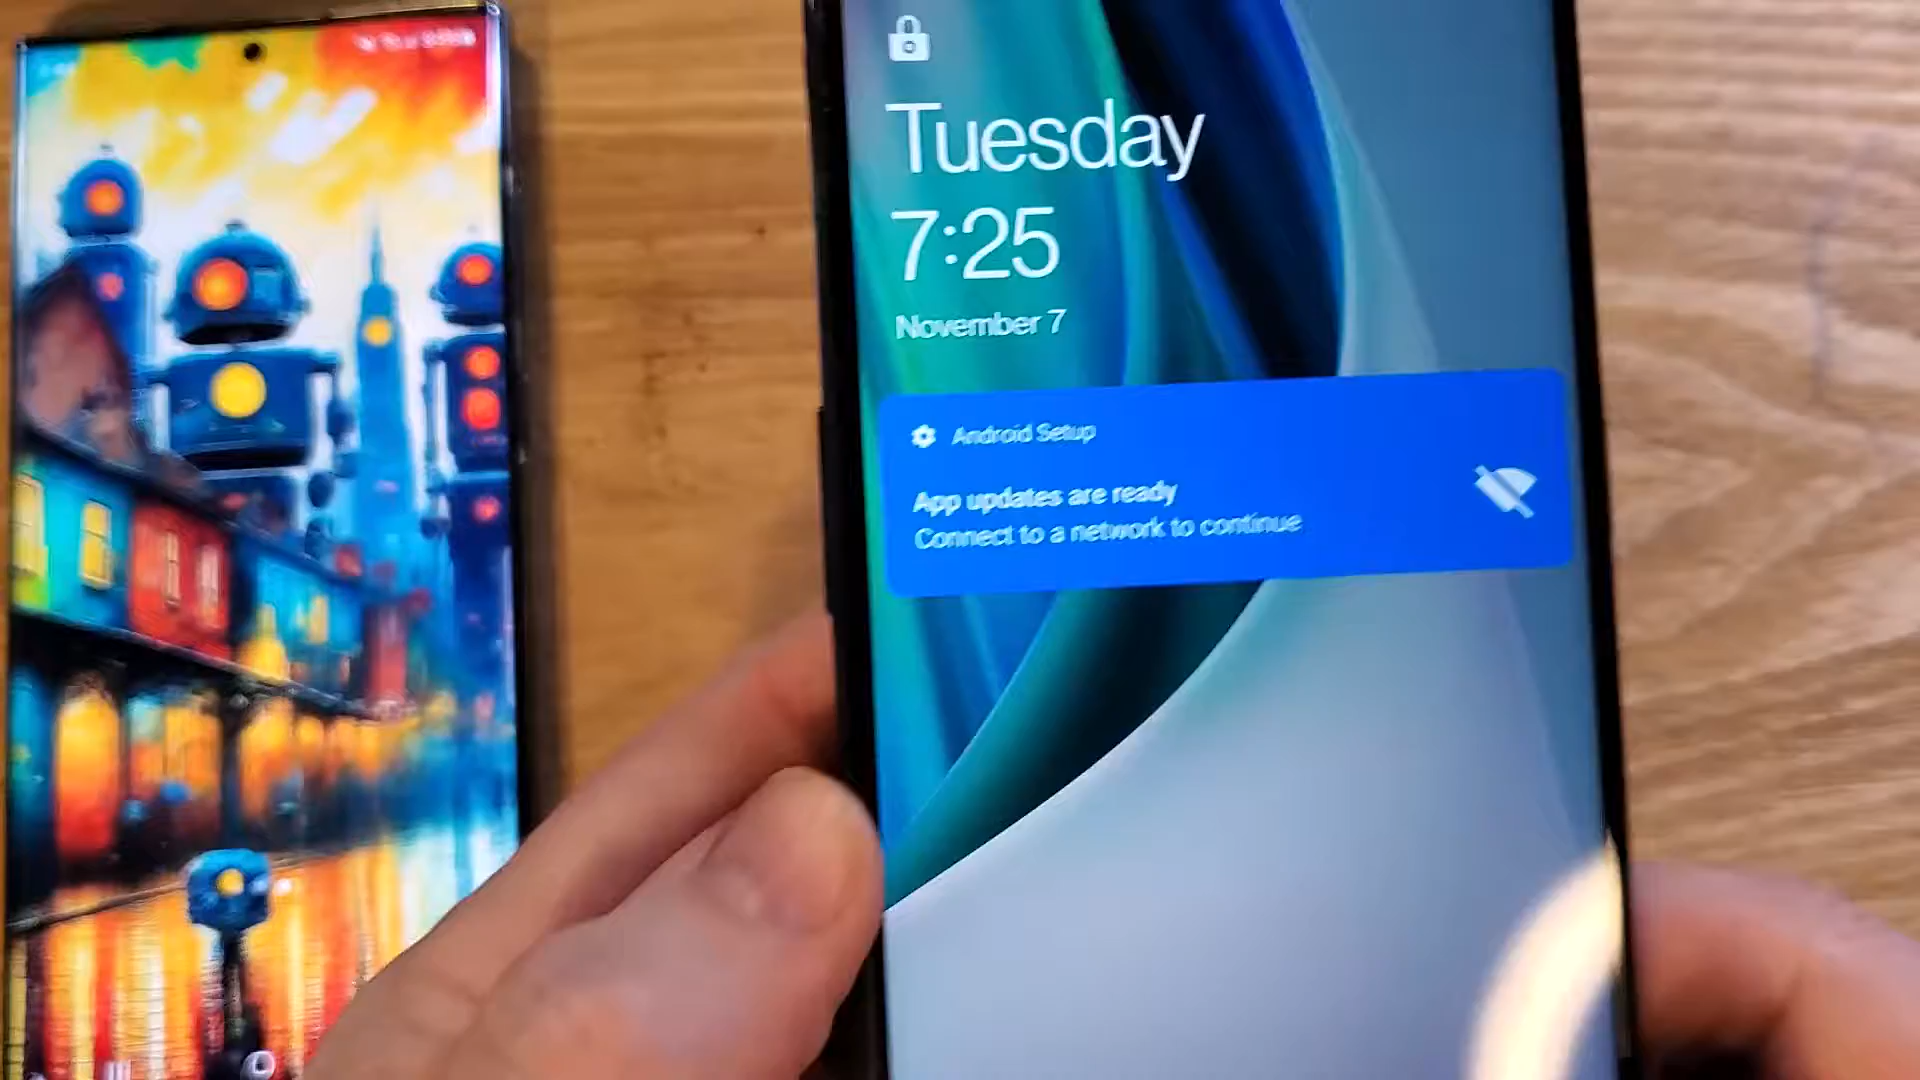 Tuesday
7:25
November 7
Android Setup
App updates are ready
Connect to a network to continue